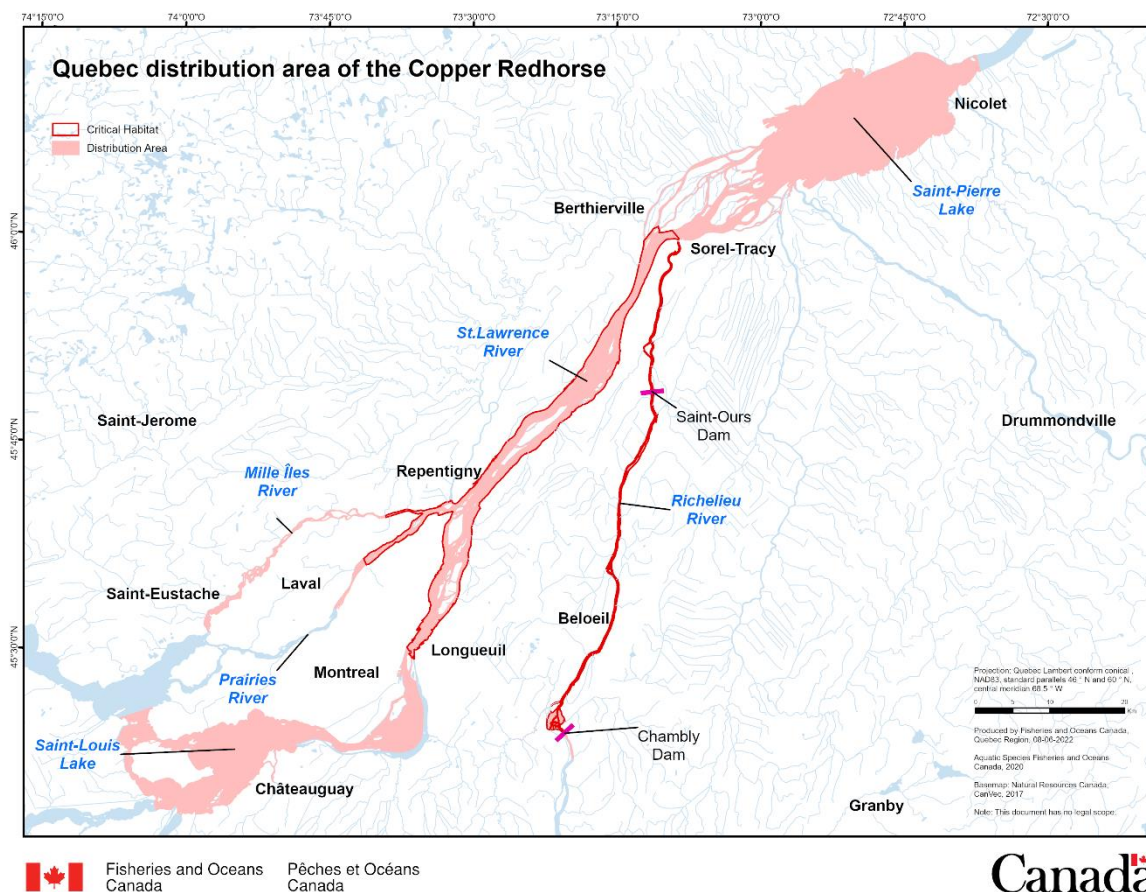 74°15'0"W 74°0'0"W 73°45'0"W 73°30'0"W 73°15'0"W 73°0'0"W 72°45'0"W 72°30'0"W
Quebec distribution area of the Copper Redhorse
Critical Habitat
Distribution Area
Nicolet
Saint-Pierre
Lake
Berthierville
46°0'0"N
Sorel-Tracy
St.Lawrence
River
Saint-Ours
Dam
Saint-Jerome
Drummondville
45°45'0"N
Repentigny
Mille Îles
River
Richelieu
River
Laval
Saint-Eustache
Beloeil
45°30'0"N
Longueuil
Montreal
Prairies
River
Saint-Louis
Lake
Châteauguay
Chambly
Dam
Granby
Projection: Quebec Lambert conform conical ,
NAD83, standard parallels 46 ° N and 60 ° N,
central meridian 68.5 ° W
0 5 10 20
Km
Produced by Fisheries and Oceans Canada,
Quebec Region, 08-06-2022
Aquatic Species Fisheries and Oceans
Canada, 2020
Basemap: Natural Resources Canada,
CanVec, 2017
Note: This document has no legal scope.
Fisheries and Oceans
Canada
Pêches et Océans
Canada
Canada